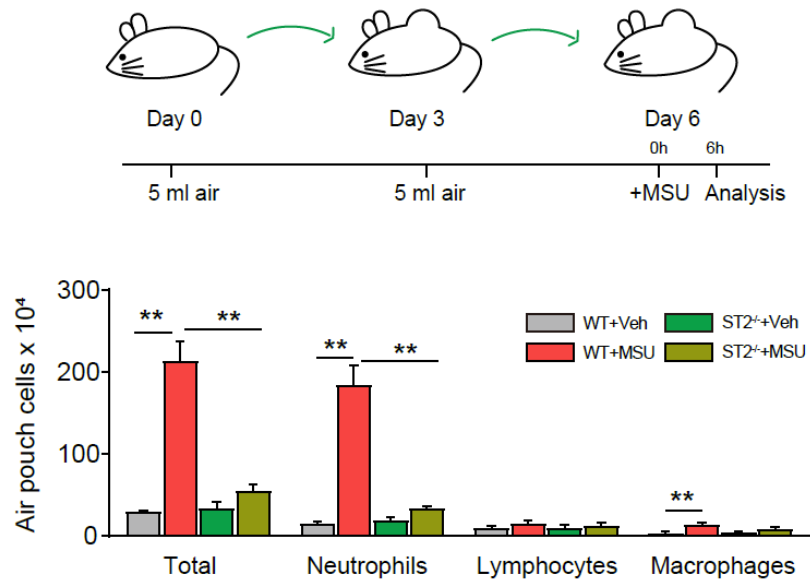 Day 0 Day 3 Day 6
0h 6h
5 ml air 5 ml air +MSU Analysis
Air pouch cells x 10⁴
300
200
100
0
** **
** **
**
WT+Veh ST2⁻/⁻+Veh
WT+MSU ST2⁻/⁻+MSU
Total Neutrophils Lymphocytes Macrophages